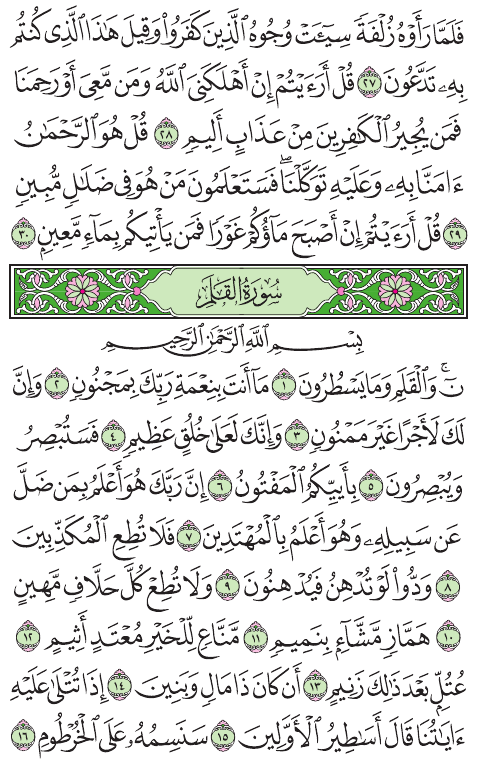 فَلَمَّا رَأَوْهُ زُلْفَةً سِيٓـَٔتْ وُجُوهُ ٱلَّذِينَ كَفَرُوا۟ وَقِيلَ هَـٰذَا ٱلَّذِى كُنتُم
بِهِۦ تَدَّعُونَ ٢٧ قُلْ أَرَءَيْتُمْ إِنْ أَهْلَكَنِىَ ٱللَّهُ وَمَن مَّعِىَ أَوْ رَحِمَنَا
فَمَن يُجِيرُ ٱلْكَـٰفِرِينَ مِنْ عَذَابٍ أَلِيمٍ ٢٨ قُلْ هُوَ ٱلرَّحْمَـٰنُ
ءَامَنَّا بِهِۦ وَعَلَيْهِ تَوَكَّلْنَا ۖ فَسَتَعْلَمُونَ مَنْ هُوَ فِى ضَلَـٰلٍ مُّبِينٍ
٢٩ قُلْ أَرَءَيْتُمْ إِنْ أَصْبَحَ مَآؤُكُمْ غَوْرًا فَمَن يَأْتِيكُم بِمَآءٍ مَّعِينٍۭ ٣٠
سُورَةُ القَلَمِ
بِسْمِ ٱللَّهِ ٱلرَّحْمَـٰنِ ٱلرَّحِيمِ
نٓ ۚ وَٱلْقَلَمِ وَمَا يَسْطُرُونَ ١ مَآ أَنتَ بِنِعْمَةِ رَبِّكَ بِمَجْنُونٍ ٢ وَإِنَّ
لَكَ لَأَجْرًا غَيْرَ مَمْنُونٍ ٣ وَإِنَّكَ لَعَلَىٰ خُلُقٍ عَظِيمٍ ٤ فَسَتُبْصِرُ
وَيُبْصِرُونَ ٥ بِأَييِّكُمُ ٱلْمَفْتُونُ ٦ إِنَّ رَبَّكَ هُوَ أَعْلَمُ بِمَن ضَلَّ
عَن سَبِيلِهِۦ وَهُوَ أَعْلَمُ بِٱلْمُهْتَدِينَ ٧ فَلَا تُطِعِ ٱلْمُكَذِّبِينَ
٨ وَدُّوا۟ لَوْ تُدْهِنُ فَيُدْهِنُونَ ٩ وَلَا تُطِعْ كُلَّ حَلَّافٍ مَّهِينٍ
١٠ هَمَّازٍ مَّشَّآءٍۭ بِنَمِيمٍ ١١ مَّنَّاعٍ لِّلْخَيْرِ مُعْتَدٍ أَثِيمٍ ١٢
عُتُلٍّۭ بَعْدَ ذَٰلِكَ زَنِيمٍ ١٣ أَن كَانَ ذَا مَالٍ وَبَنِينَ ١٤ إِذَا تُتْلَىٰ عَلَيْهِ
ءَايَـٰتُنَا قَالَ أَسَـٰطِيرُ ٱلْأَوَّلِينَ ١٥ سَنَسِمُهُۥ عَلَى ٱلْخُرْطُومِ ١٦